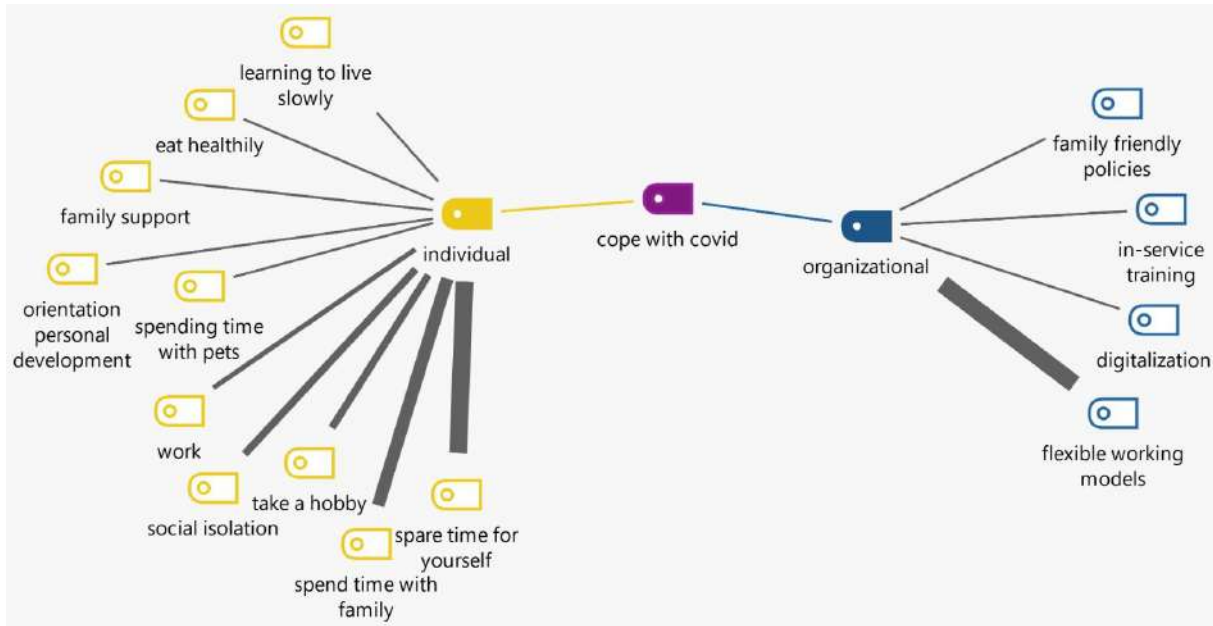 learning to live
slowly
eat healthily
family support
orientation
personal
development
spending time
with pets
work
social isolation
take a hobby
spend time with
family
spare time for
yourself
individual
cope with covid
organizational
family friendly
policies
in-service
training
digitalization
flexible working
models